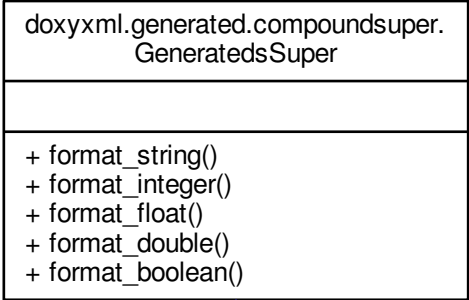 doxyxml.generated.compoundsuper.
GeneratedsSuper
+ format_string()
+ format_integer()
+ format_float()
+ format_double()
+ format_boolean()